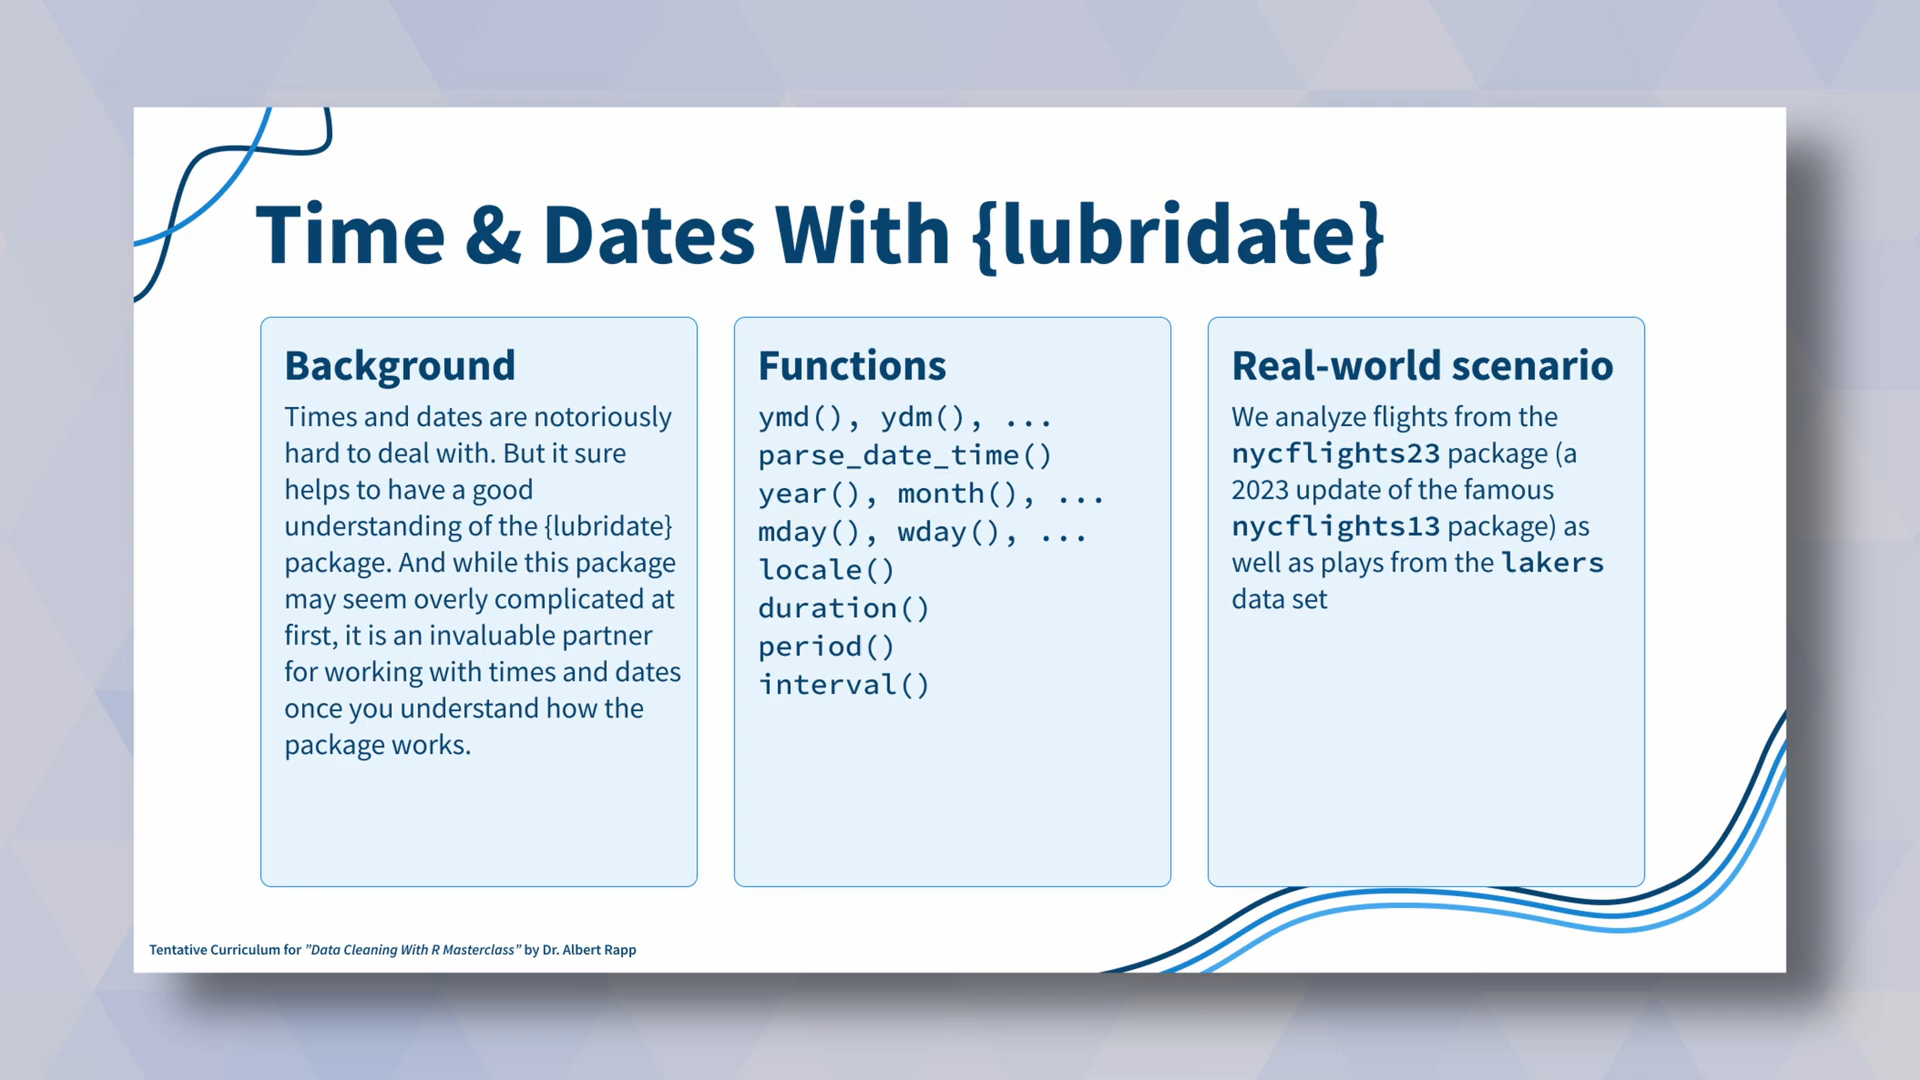 Time & Dates With {lubridate}
Background
Times and dates are notoriously
hard to deal with. But it sure
helps to have a good
understanding of the {lubridate}
package. And while this package
may seem overly complicated at
first, it is an invaluable partner
for working with times and dates
once you understand how the
package works.
Functions
ymd(), ydm(), ...
parse_date_time()
year(), month(), ...
mday(), wday(), ...
locale()
duration()
period()
interval()
Real-world scenario
We analyze flights from the
nycflights23 package (a
2023 update of the famous
nycflights13 package) as
well as plays from the lakers
data set
Tentative Curriculum for ”Data Cleaning With R Masterclass” by Dr. Albert Rapp